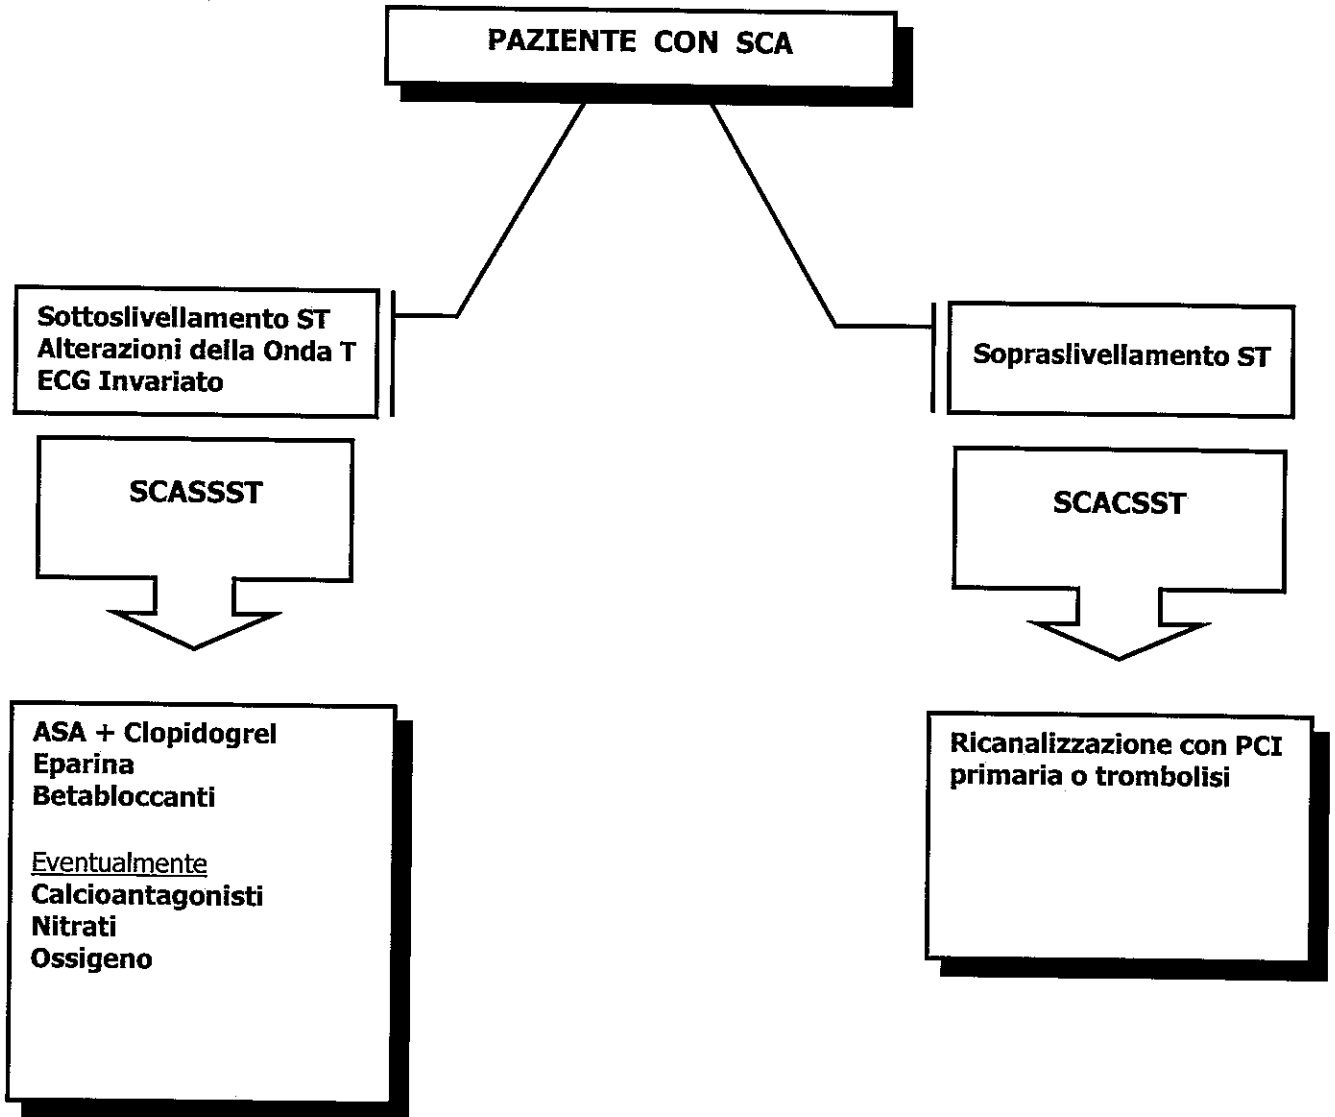 PAZIENTE CON SCA
Sottoslivellamento ST
Alterazioni della Onda T
ECG Invariato
Sopraslivellamento ST
SCASSST
SCACSST
ASA + Clopidogrel
Eparina
Betabloccanti
Eventualmente
Calcioantagonisti
Nitrati
Ossigeno
Ricanalizzazione con PCI
primaria o trombolisi